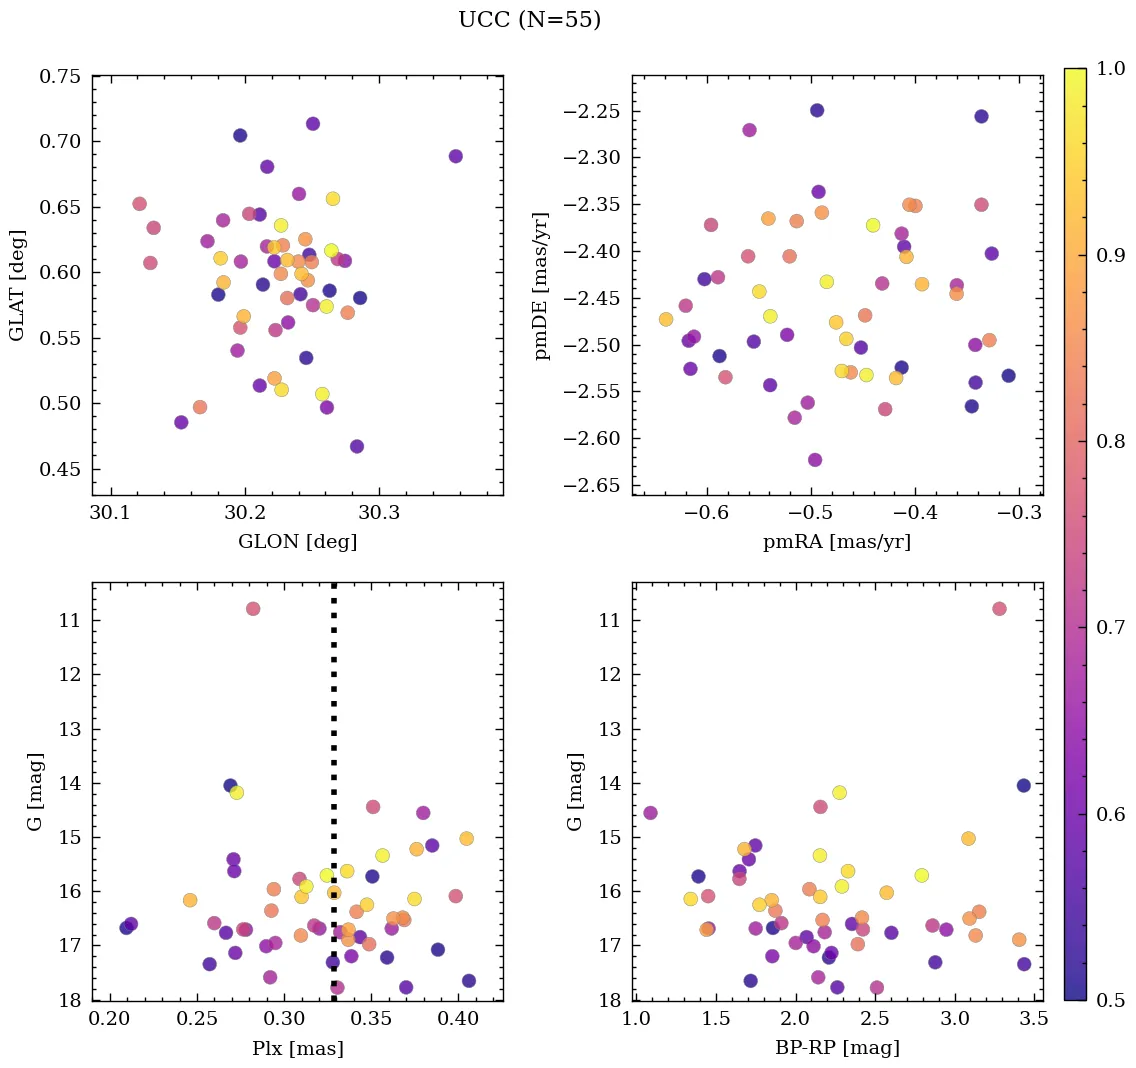 UCC (N=55)
0.75
0.70
0.65
0.60
0.55
0.50
0.45
GLAT [deg]
30.1 30.2 30.3
GLON [deg]
−2.25
−2.30
−2.35
−2.40
−2.45
−2.50
−2.55
−2.60
−2.65
pmDE [mas/yr]
−0.6 −0.5 −0.4 −0.3
pmRA [mas/yr]
11
12
13
14
15
16
17
18
G [mag]
0.20 0.25 0.30 0.35 0.40
Plx [mas]
11
12
13
14
15
16
17
18
G [mag]
1.0 1.5 2.0 2.5 3.0 3.5
BP-RP [mag]
1.0
0.9
0.8
0.7
0.6
0.5